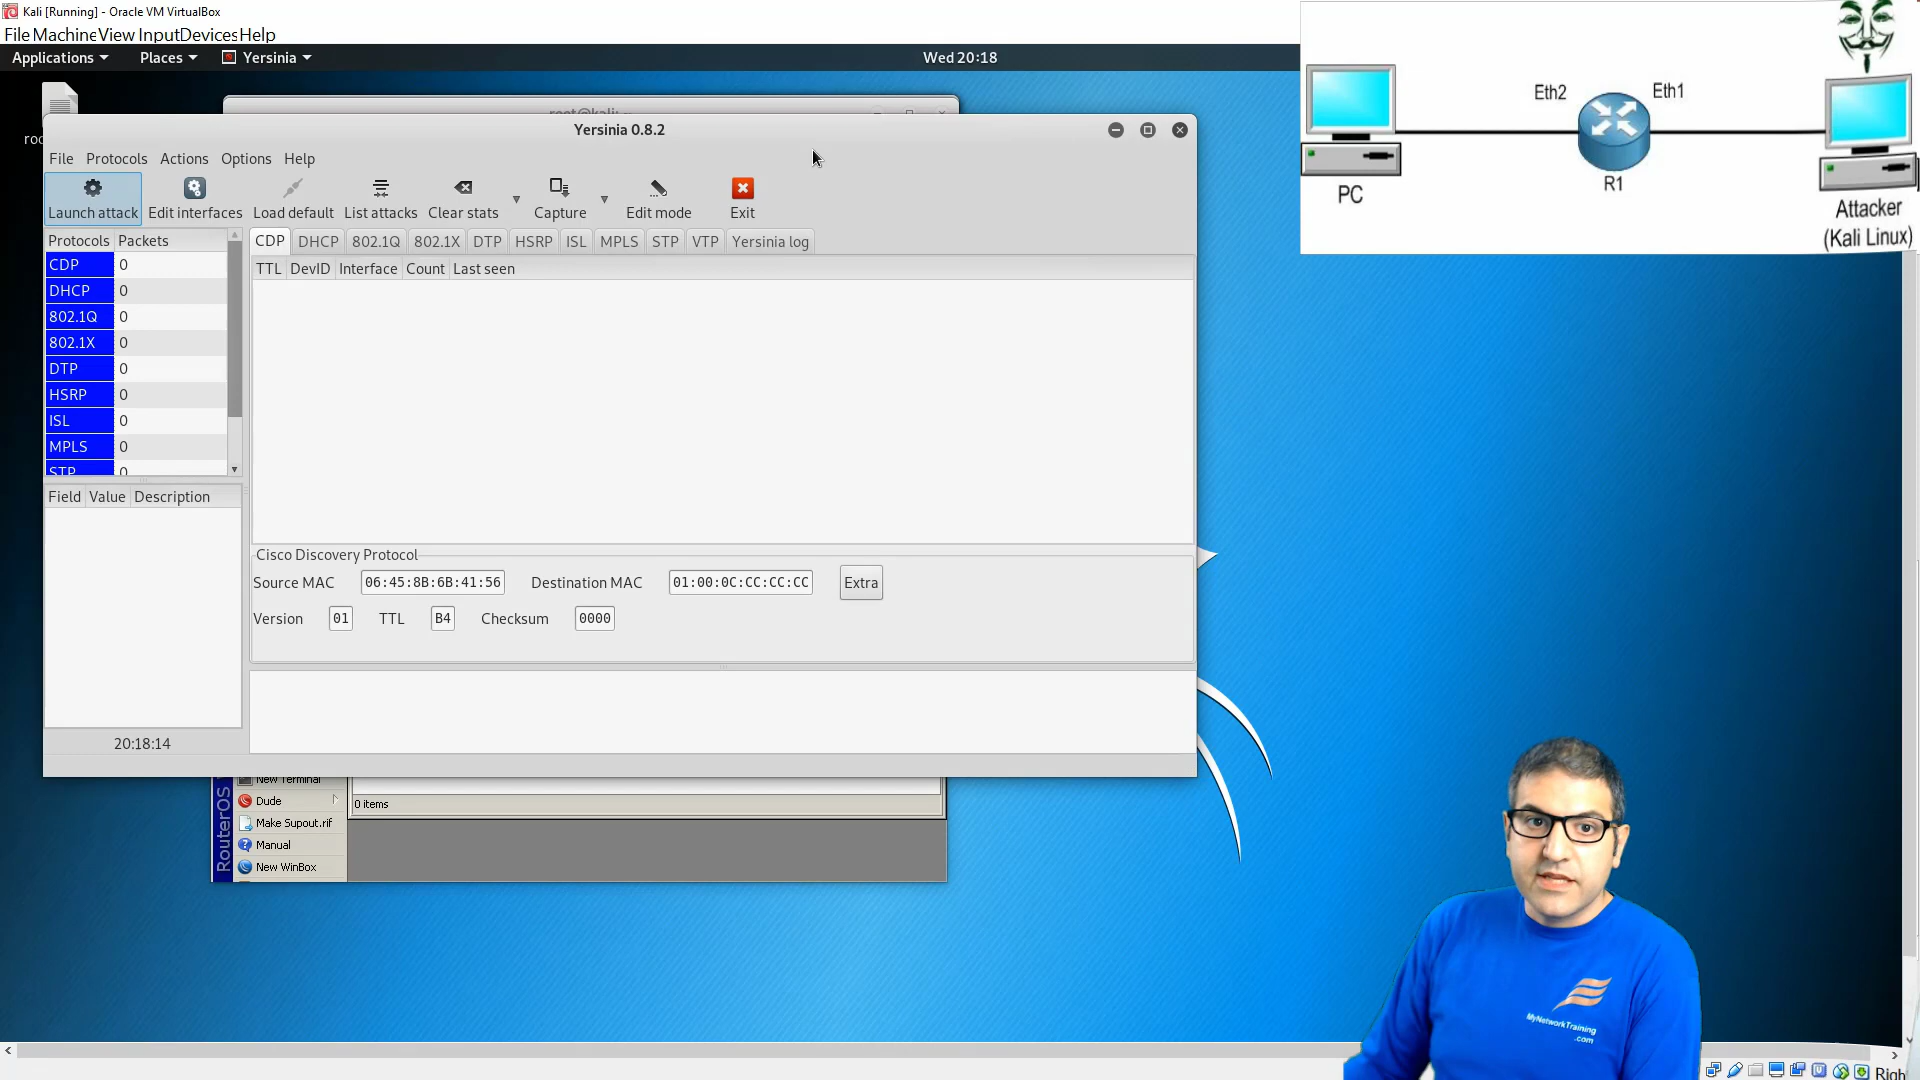 Kali [Running] - Oracle VM VirtualBox
File Machine View Input Devices Help
Applications Places Yersinia Wed 20:18
Yersinia 0.8.2
File Protocols Actions Options Help
Launch attack Edit interfaces Load default List attacks Clear stats Capture Edit mode Exit
Protocols Packets
CDP 0
DHCP 0
802.1Q 0
802.1X 0
DTP 0
HSRP 0
ISL 0
MPLS 0
STP 0
CDP DHCP 802.1Q 802.1X DTP HSRP ISL MPLS STP VTP Yersinia log
TTL DevID Interface Count Last seen
Field Value Description
20:18:14
Cisco Discovery Protocol
Source MAC 06:45:8B:6B:41:56 Destination MAC 01:00:0C:CC:CC:CC Extra
Version 01 TTL B4 Checksum 0000
RouterOS
New Terminal
Dude
Make Supout.rif
Manual
New WinBox
0 items
Eth2 Eth1
PC
R1
Attacker
(Kali Linux)
MyNetworkTraining
.com